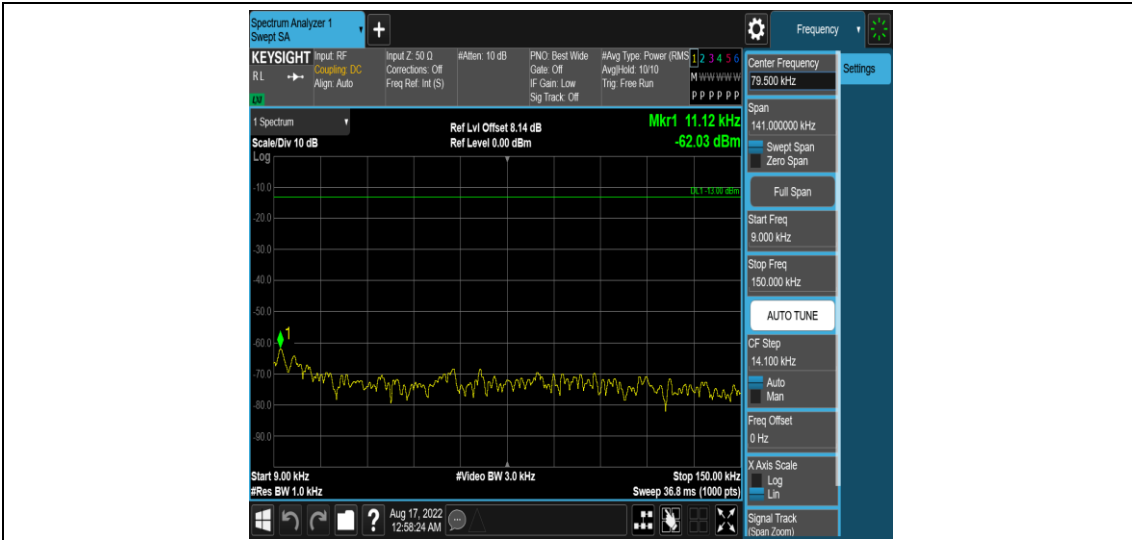 Spectrum Analyzer 1
Swept SA
+
Frequency
KEYSIGHT
RL
LXI
Input: RF
Coupling: DC
Align: Auto
Input Z: 50 Ω
Corrections: Off
Freq Ref: Int (S)
#Atten: 10 dB
PNO: Best Wide
Gate: Off
IF Gain: Low
Sig Track: Off
#Avg Type: Power (RMS
Avg|Hold: 10/10
Trig: Free Run
1 2 3 4 5 6
M W W W W W
P P P P P P
1 Spectrum
Scale/Div 10 dB
Log
Ref Lvl Offset 8.14 dB
Ref Level 0.00 dBm
Mkr1 11.12 kHz
-62.03 dBm
DL1 -13.00 dBm
-10.0
-20.0
-30.0
-40.0
-50.0
-60.0
-70.0
-80.0
-90.0
1
Start 9.00 kHz
#Res BW 1.0 kHz
#Video BW 3.0 kHz
Stop 150.00 kHz
Sweep 36.8 ms (1000 pts)
?
Aug 17, 2022
12:58:24 AM
Center Frequency
79.500 kHz
Settings
Span
141.000000 kHz
Swept Span
Zero Span
Full Span
Start Freq
9.000 kHz
Stop Freq
150.000 kHz
AUTO TUNE
CF Step
14.100 kHz
Auto
Man
Freq Offset
0 Hz
X Axis Scale
Log
Lin
Signal Track
(Span Zoom)